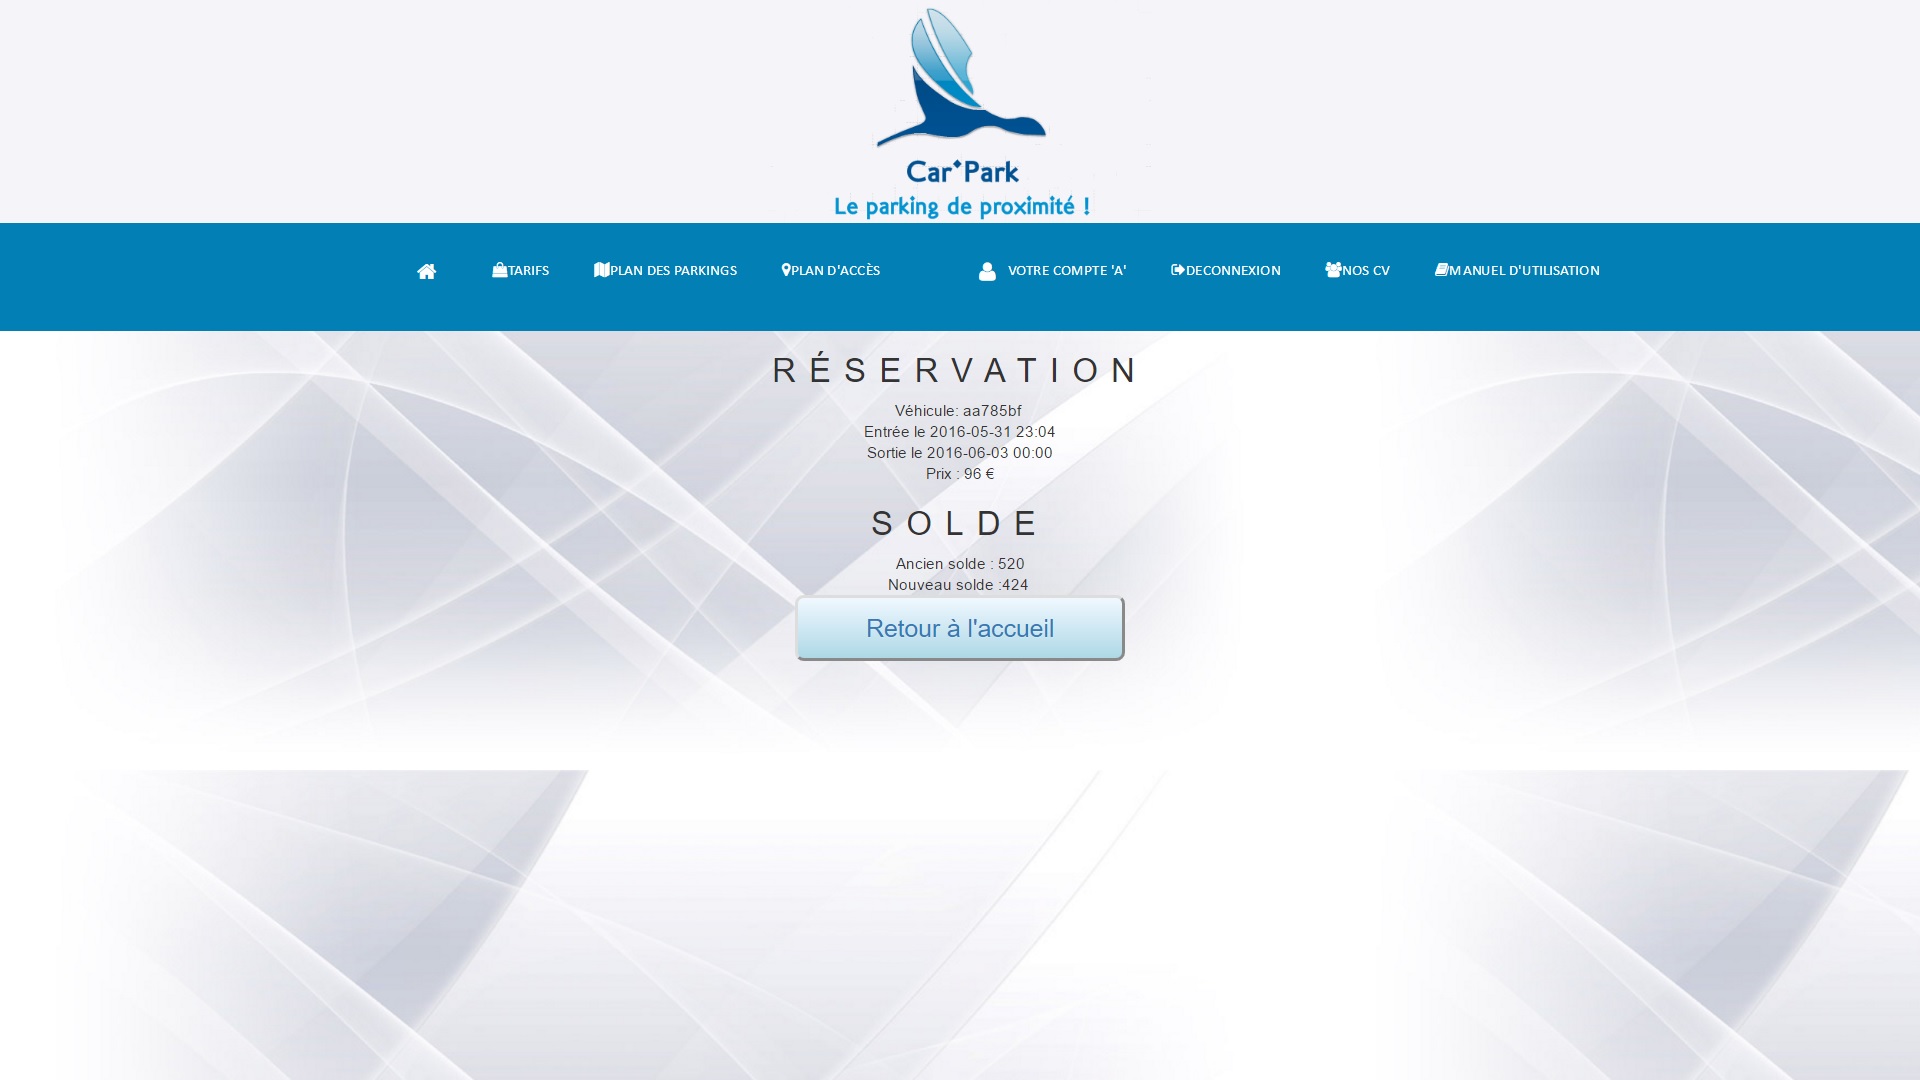 Car♦Park
Le parking de proximité !
TARIFS PLAN DES PARKINGS PLAN D'ACCÈS VOTRE COMPTE 'A' DECONNEXION NOS CV MANUEL D'UTILISATION
RÉSERVATION
Véhicule: aa785bf
Entrée le 2016-05-31 23:04
Sortie le 2016-06-03 00:00
Prix : 96 €
SOLDE
Ancien solde : 520
Nouveau solde :424
Retour à l'accueil